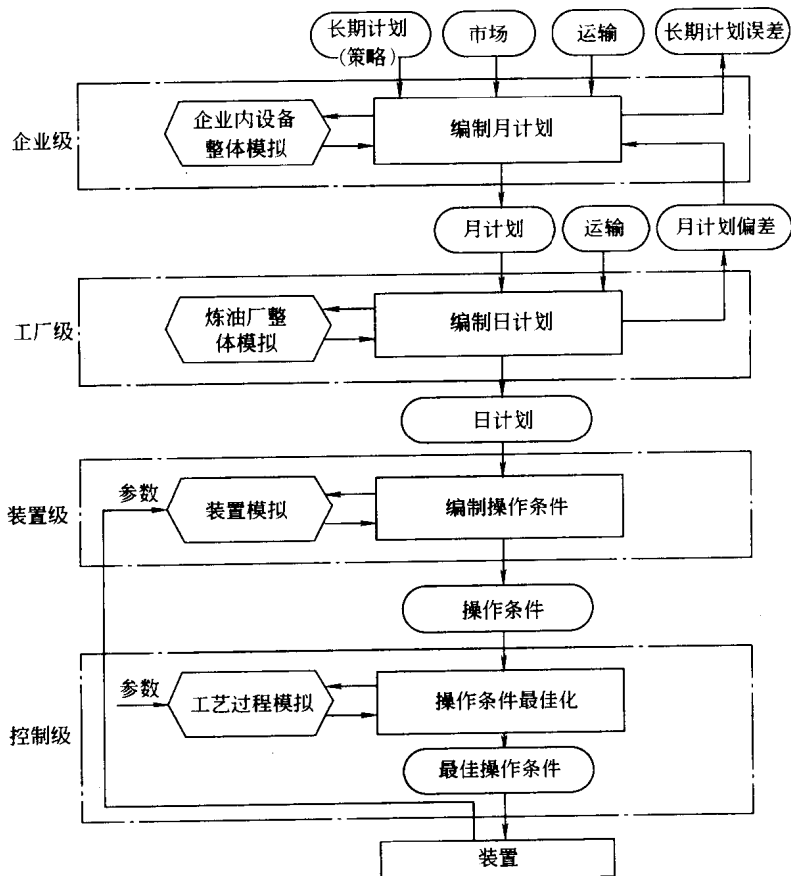 长期计划
(策略)
市场
运输
长期计划误差
企业级
企业内设备
整体模拟
编制月计划
月计划
运输
月计划偏差
工厂级
炼油厂整
体模拟
编制日计划
日计划
装置级
参数
装置模拟
编制操作条件
操作条件
控制级
参数
工艺过程模拟
操作条件最佳化
最佳操作条件
装置